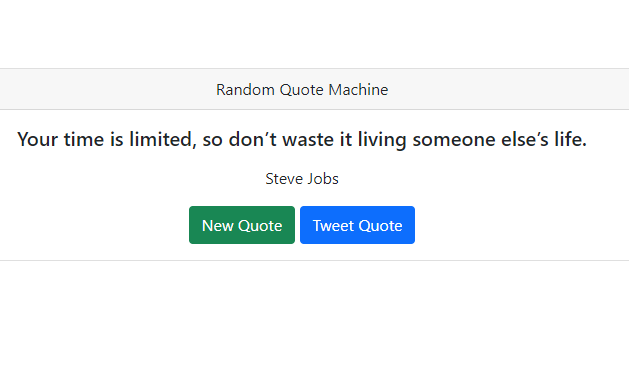 Random Quote Machine
Your time is limited, so don’t waste it living someone else’s life.
Steve Jobs
New Quote Tweet Quote